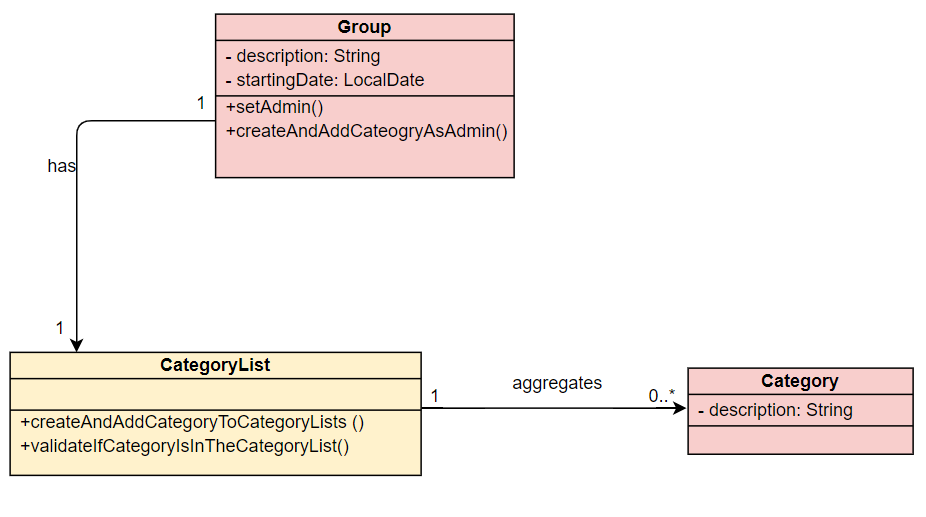 Group
- description: String
- startingDate: LocalDate
+setAdmin()
+createAndAddCateogryAsAdmin()
1
has
1
CategoryList
+createAndAddCategoryToCategoryLists ()
+validateIfCategoryIsInTheCategoryList()
1
aggregates
0..*
Category
- description: String